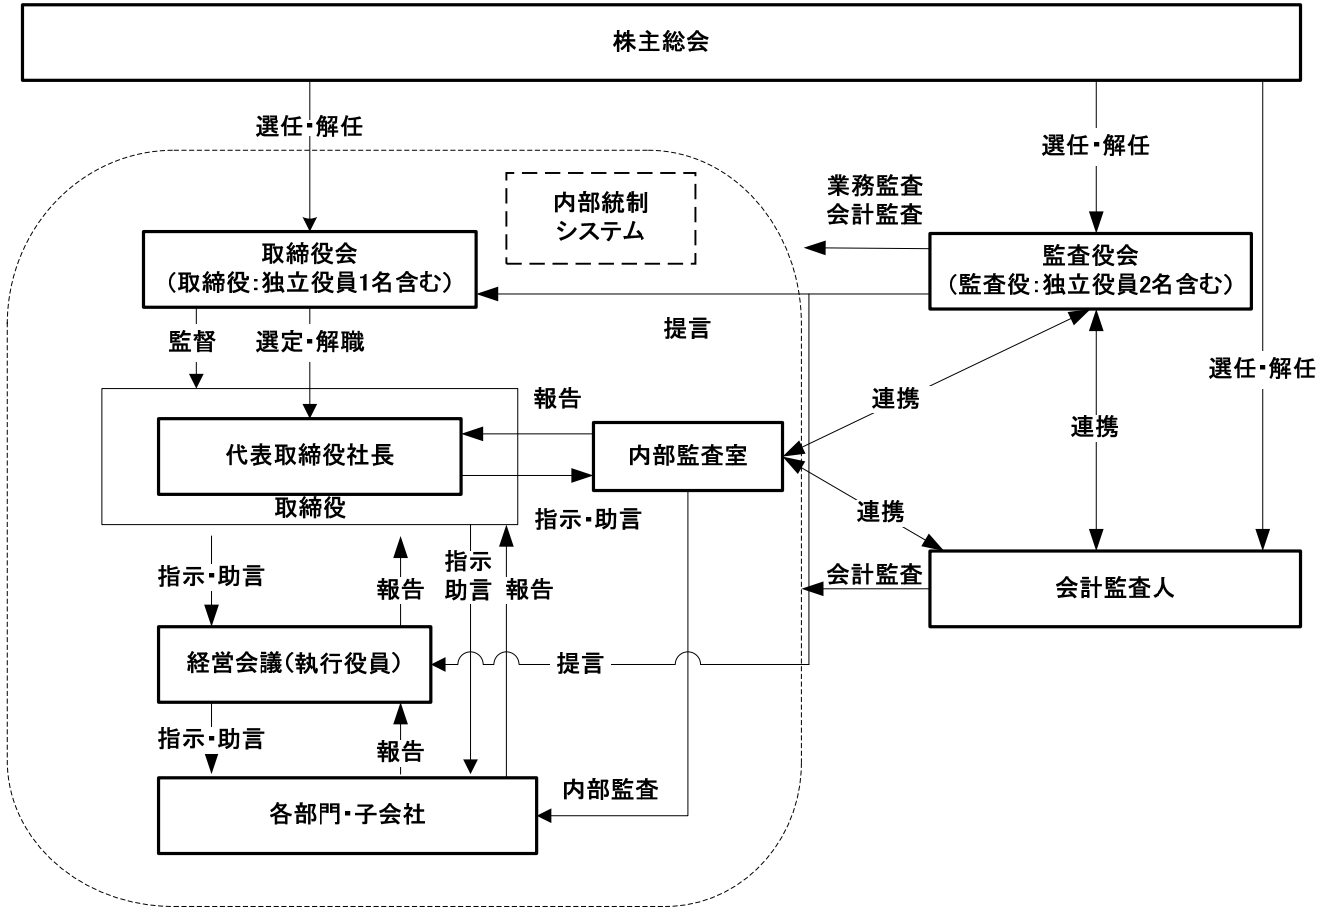 株主総会
選任・解任
選任・解任
内部統制
システム
業務監査
会計監査
取締役会
（取締役：独立役員1名含む）
監査役会
（監査役：独立役員2名含む）
提言
監督
選定・解職
選任・解任
報告
連携
連携
代表取締役社長
内部監査室
取締役
指示・助言
連携
指示
助言
報告
指示・助言
報告
会計監査
会計監査人
経営会議（執行役員）
提言
指示・助言
報告
内部監査
各部門・子会社